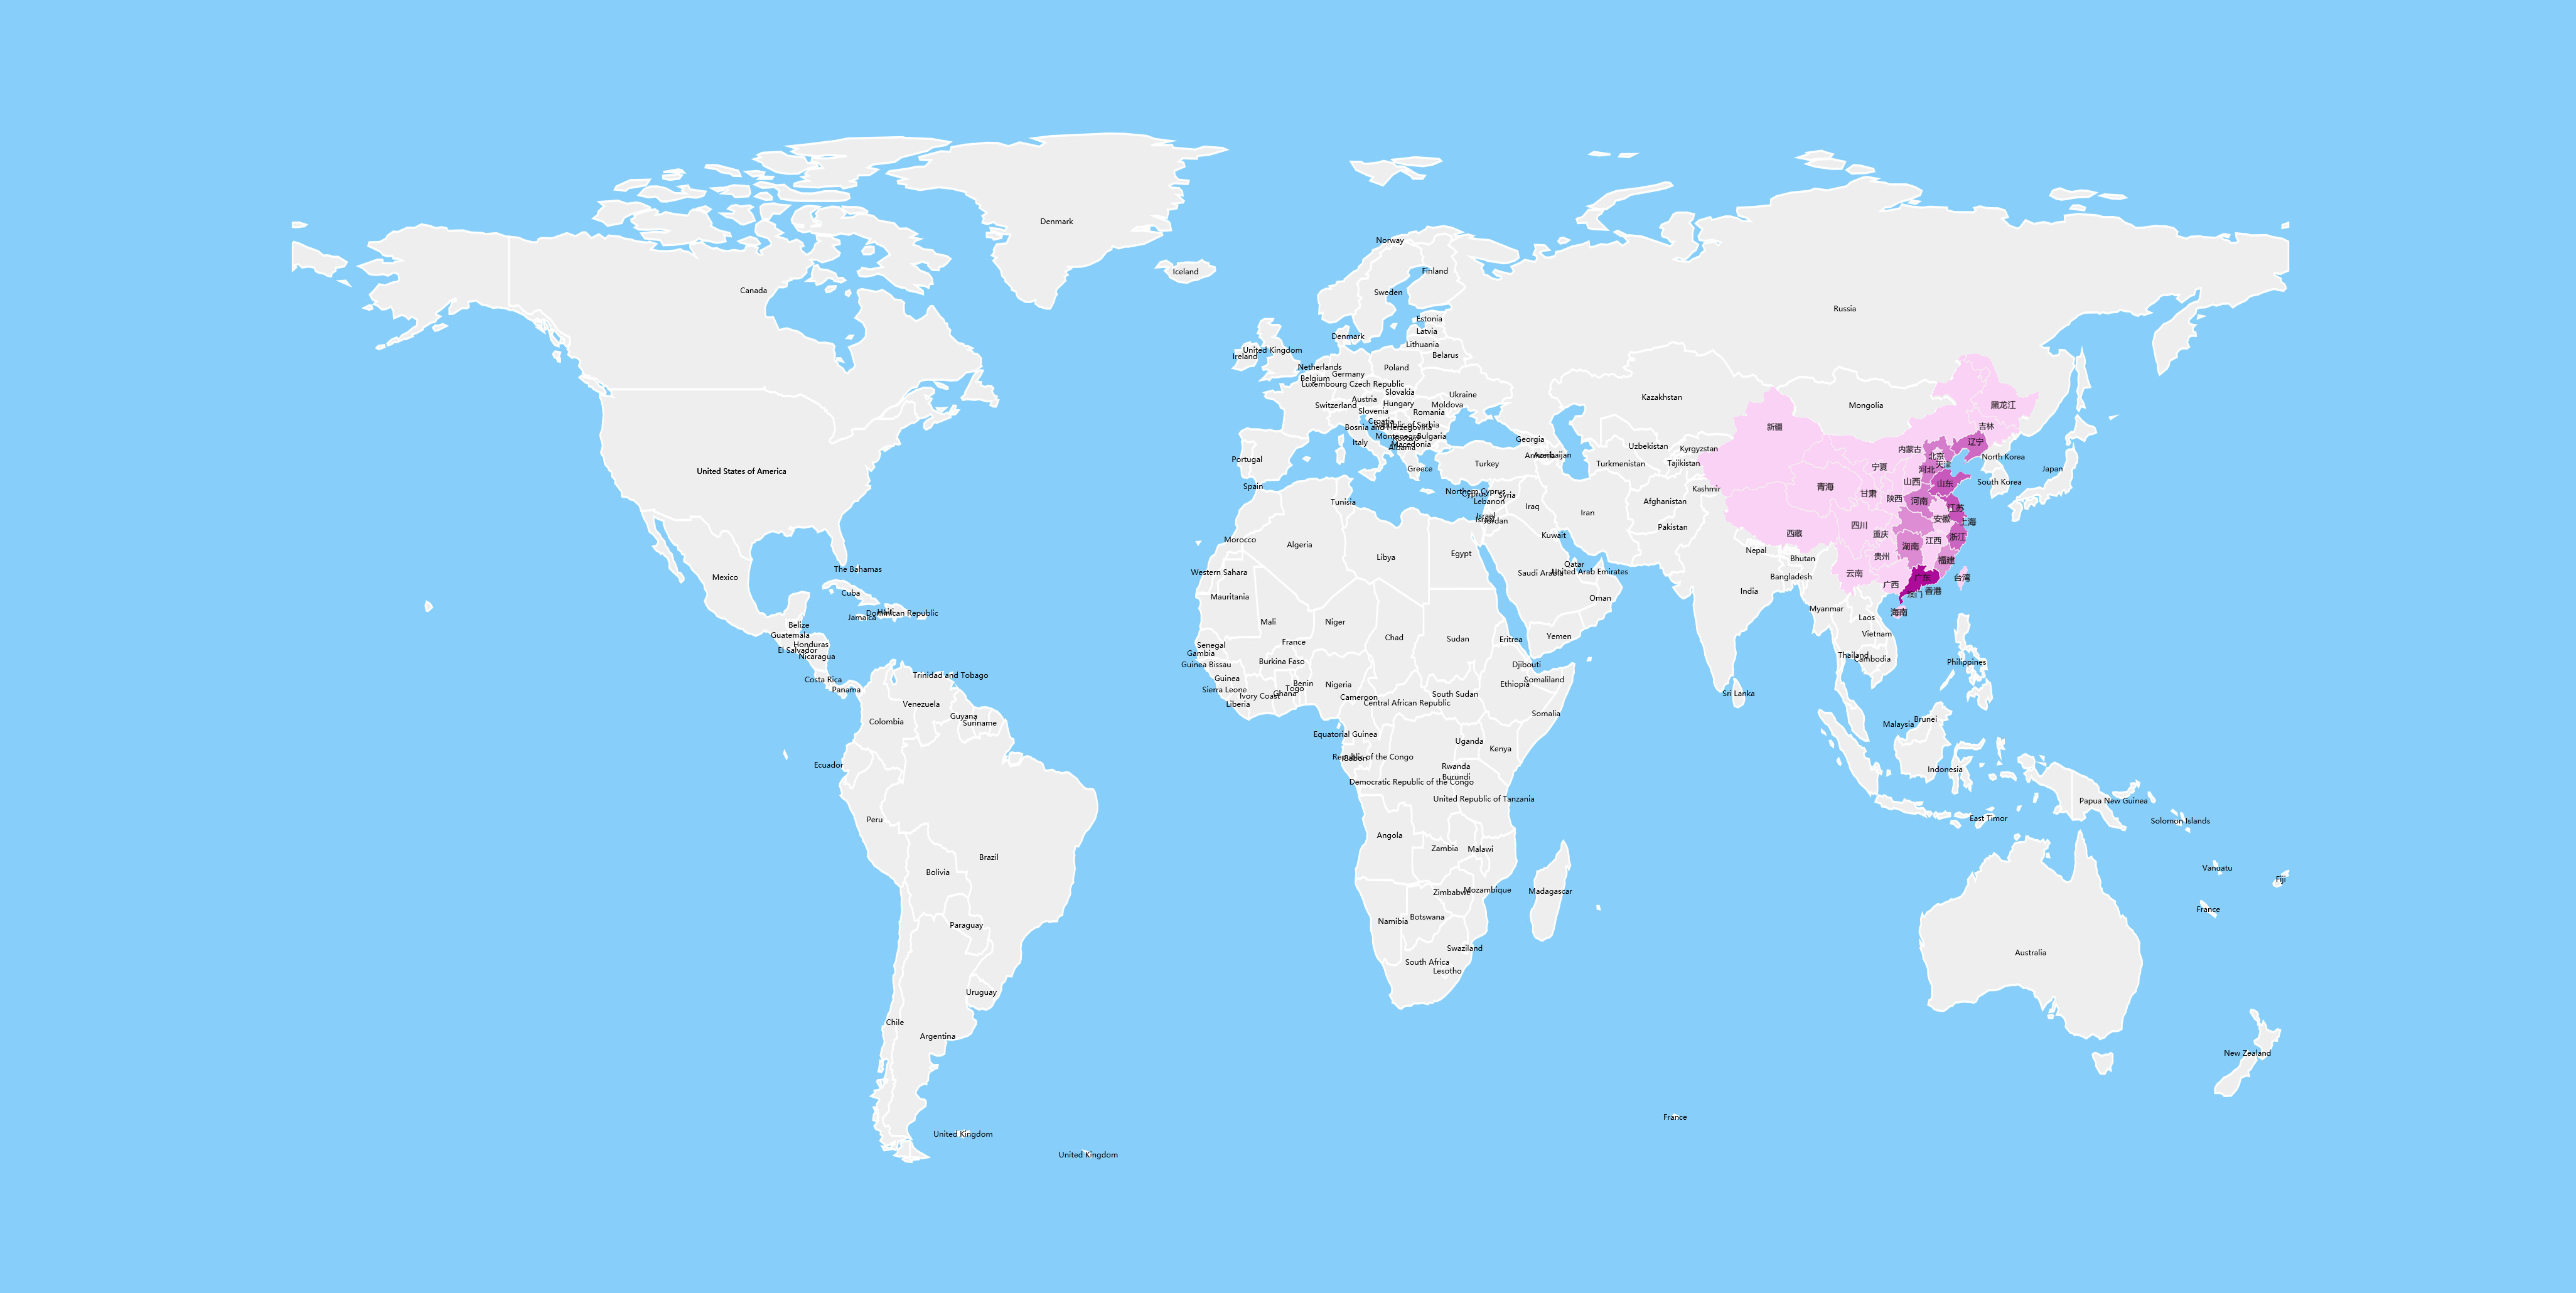 Denmark
Norway
Iceland
Finland
Canada
Sweden
Russia
Estonia
Latvia
Denmark
Lithuania
United Kingdom
Ireland
Belarus
Netherlands
Poland
Germany
Belgium
Luxembourg
Czech Republic
Slovakia
Ukraine
Kazakhstan
Austria
Hungary
Moldova
Switzerland
Slovenia
Romania
Mongolia
黑龙江
Croatia
Republic of Serbia
Bosnia and Herzegovina
新疆
吉林
Montenegro
Bulgaria
Kosovo
Italy
Macedonia
Albania
Georgia
辽宁
Uzbekistan
Kyrgyzstan
内蒙古
Armenia
Azerbaijan
北京
North Korea
Portugal
Turkey
Turkmenistan
Tajikistan
天津
宁夏
河北
Japan
Greece
United States of America
山西
山东
South Korea
Spain
Northern Cyprus
Cyprus
Syria
Kashmir
青海
甘肃
陕西
河南
Tunisia
Lebanon
Iraq
Afghanistan
江苏
Iran
Israel
Israel
Jordan
安徽
上海
四川
Pakistan
西藏
重庆
Kuwait
浙江
Morocco
Algeria
江西
湖南
Libya
Egypt
Nepal
贵州
Bhutan
福建
Qatar
The Bahamas
Western Sahara
Saudi Arabia
United Arab Emirates
云南
Bangladesh
广东
台湾
Mexico
广西
India
香港
澳门
Cuba
Mauritania
Oman
Myanmar
海南
Haiti
Dominican Republic
Jamaica
Laos
Belize
Mali
Niger
Guatemala
Vietnam
Yemen
Chad
Sudan
Eritrea
Honduras
France
Senegal
El Salvador
Gambia
Nicaragua
Thailand
Cambodia
Burkina Faso
Philippines
Guinea Bissau
Djibouti
Trinidad and Tobago
Guinea
Costa Rica
Somaliland
Benin
Nigeria
Ethiopia
Togo
Sierra Leone
Panama
Ghana
Ivory Coast
South Sudan
Sri Lanka
Cameroon
Central African Republic
Liberia
Venezuela
Somalia
Guyana
Brunei
Colombia
Suriname
Malaysia
Equatorial Guinea
Uganda
Kenya
Republic of the Congo
Gabon
Ecuador
Rwanda
Indonesia
Burundi
Democratic Republic of the Congo
United Republic of Tanzania
Papua New Guinea
East Timor
Peru
Solomon Islands
Angola
Zambia
Malawi
Brazil
Vanuatu
Bolivia
Fiji
Zimbabwe
Mozambique
Madagascar
France
Botswana
Namibia
Paraguay
Swaziland
Australia
South Africa
Lesotho
Uruguay
Chile
Argentina
New Zealand
France
United Kingdom
United Kingdom